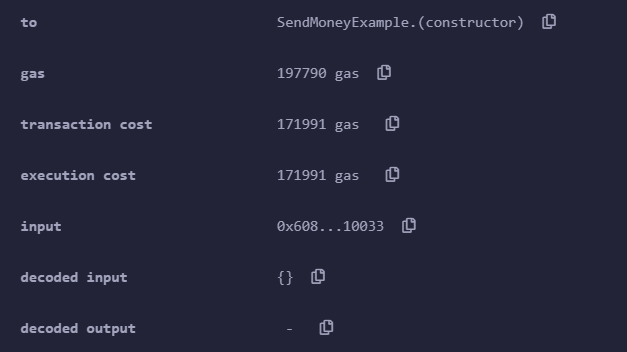 to SendMoneyExample.(constructor)
gas 197790 gas
transaction cost 171991 gas
execution cost 171991 gas
input 0x608...10033
decoded input {}
decoded output -